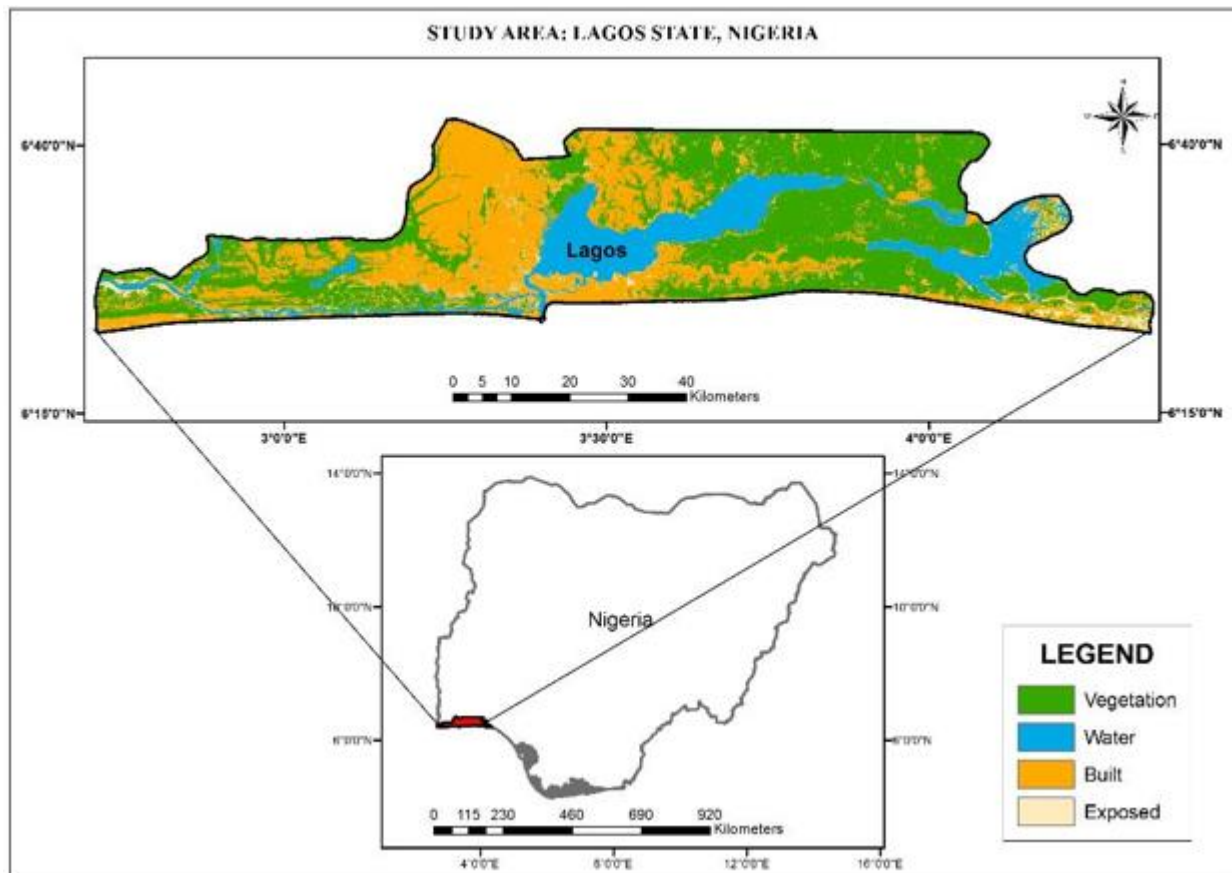 STUDY AREA: LAGOS STATE, NIGERIA
6°40'0"N
6°40'0"N
Lagos
0 5 10 20 30 40
Kilometers
6°15'0"N
6°15'0"N
3°0'0"E 3°30'0"E 4°0'0"E
14°0'0"N
14°0'0"N
10°0'0"N
10°0'0"N
Nigeria
6°0'0"N
6°0'0"N
0 115 230 460 690 920
Kilometers
4°0'0"E 8°0'0"E 12°0'0"E 16°0'0"E
LEGEND
Vegetation
Water
Built
Exposed